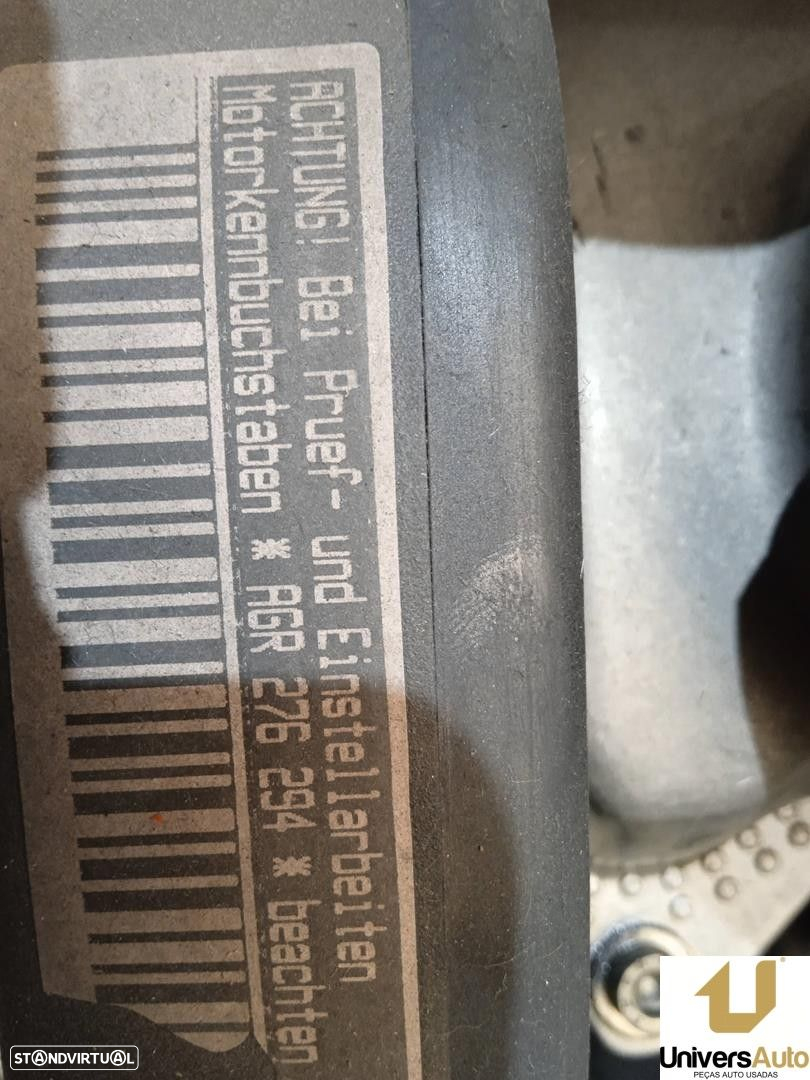 ACHTUNG! Bei Pruef- und Einstellarbeiten
Motorkennbuchstaben * AGR 276 294 * beachten
UniversAuto
PEÇAS AUTO USADAS
STANDVIRTUAL